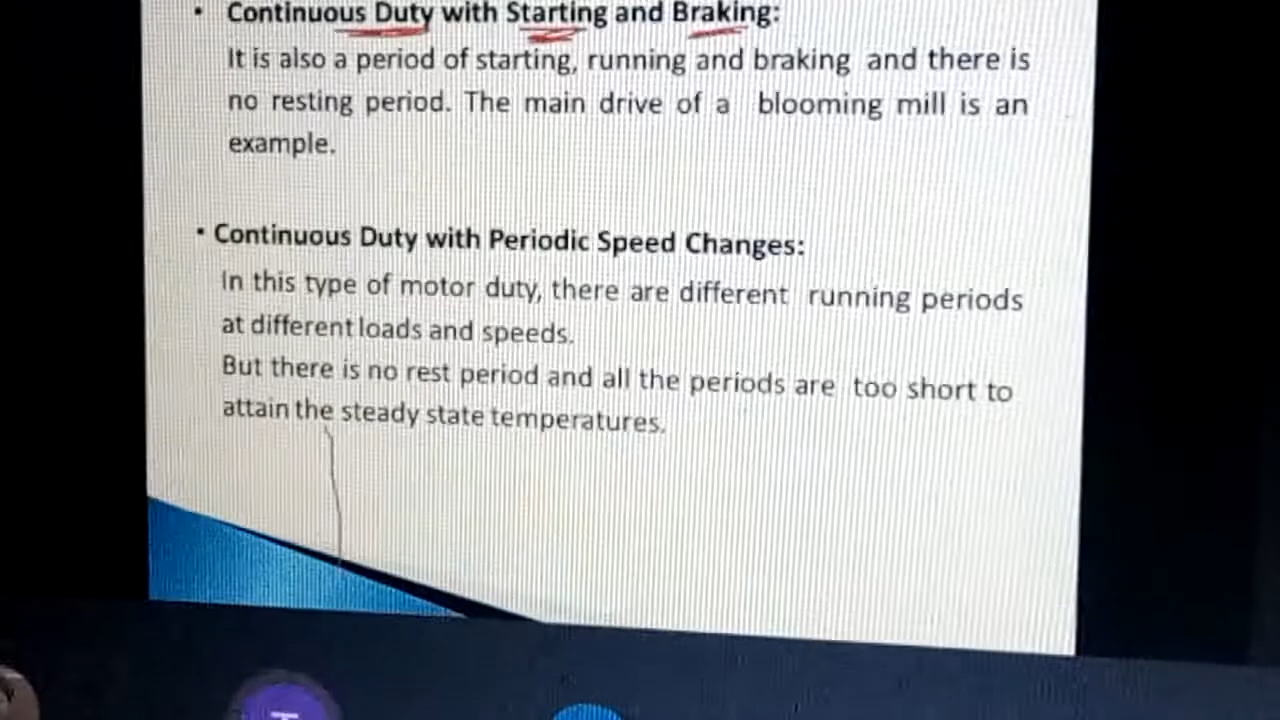 • Continuous Duty with Starting and Braking:
It is also a period of starting, running and braking and there is
no resting period. The main drive of a blooming mill is an
example.
• Continuous Duty with Periodic Speed Changes:
In this type of motor duty, there are different running periods
at different loads and speeds.
But there is no rest period and all the periods are too short to
attain the steady state temperatures.